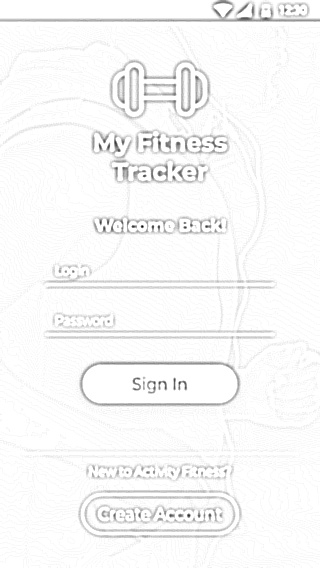 12:30
My Fitness
Tracker
Welcome Back!
Login
Password
Sign In
New to Activity Fitness?
Create Account